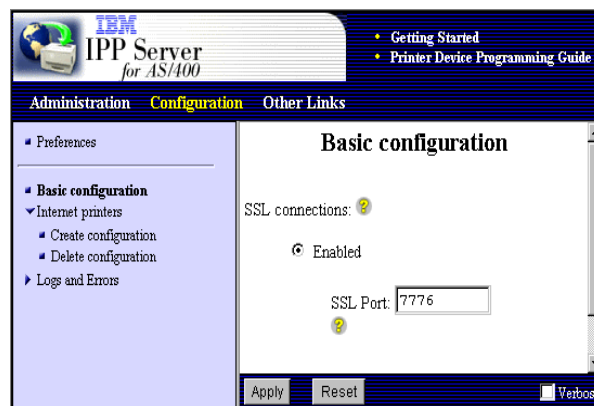 IBM
IPP Server
for AS/400
Getting Started
Printer Device Programming Guide
Administration Configuration Other Links
Preferences
Basic configuration
Internet printers
Create configuration
Delete configuration
Logs and Errors
Basic configuration
SSL connections:
Enabled
SSL Port: 7776
Apply Reset Verbos